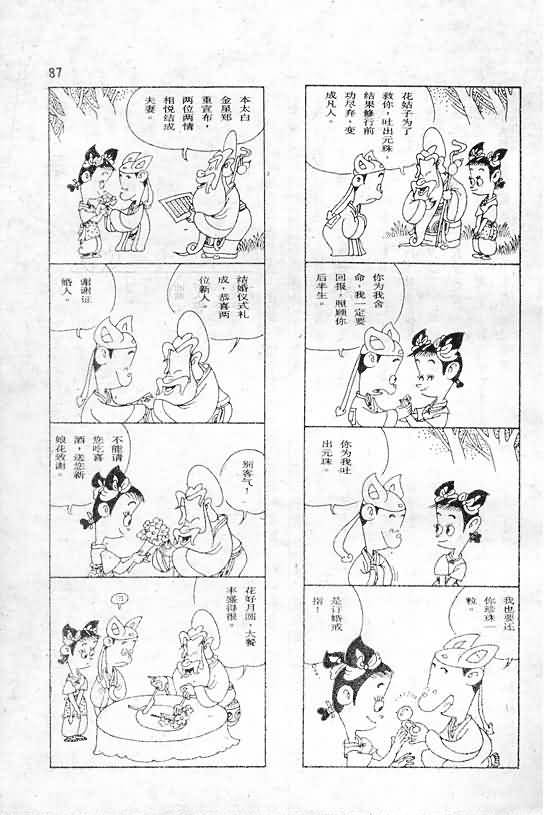 87
花姑子为了
救你，吐出元珠
结果修行前
功尽弃，变
成凡人。
你为我舍
命，我一定要
回报，照顾你
后半生。
你为我吐
出元珠。
我也要还
你珍珠一
粒。
是订婚戒
指！
本太白
金星郑
重宣布，
两位两情
相悦结成
夫妻。
结婚仪式礼
成，恭喜两
位新人。
谢谢证
婚人。
别客气！
不能请
您吃喜
酒，送您新
娘花致谢。
花好月圆，大餐
丰盛得很。